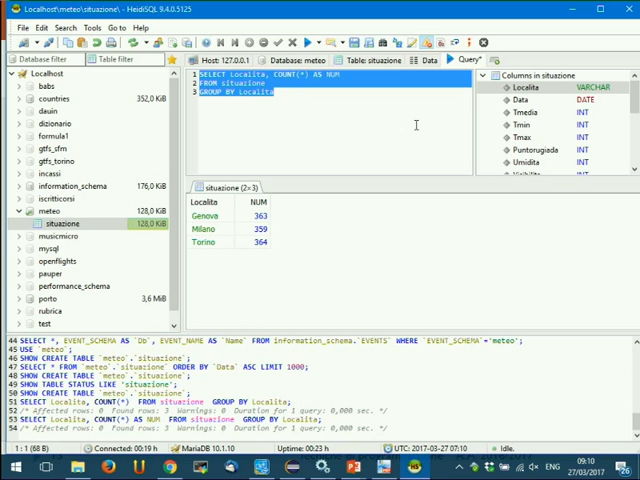 Localhost\meteo\situazione\ - HeidiSQL 9.4.0.5125
File Edit Search Tools Go to Help
Database filter Table filter Host: 127.0.0.1 Database: meteo Table: situazione Data Query*
Localhost
babs
countries 352,0 KiB
dauin
dizionario
formula1
gtfs_sfm
gtfs_torino
incassi
information_schema 176,0 KiB
iscritticorsi
meteo 128,0 KiB
situazione 128,0 KiB
musicmicro
mysql
openflights
pauper
performance_schema
porto 3,6 MiB
rubrica
test
1 SELECT Localita, COUNT(*) AS NUM
2 FROM situazione
3 GROUP BY Localita
Columns in situazione
Localita VARCHAR
Data DATE
Tmedia INT
Tmin INT
Tmax INT
Puntorugiada INT
Umidita INT
situazione (2×3)
Localita NUM
Genova 363
Milano 359
Torino 364
44 SELECT *, EVENT_SCHEMA AS `Db`, EVENT_NAME AS `Name` FROM information_schema.`EVENTS` WHERE `EVENT_SCHEMA`='meteo';
45 USE `meteo`;
46 SHOW CREATE TABLE `meteo`.`situazione`;
47 SELECT * FROM `meteo`.`situazione` ORDER BY `Data` ASC LIMIT 1000;
48 SHOW CREATE TABLE `meteo`.`situazione`;
49 SHOW TABLE STATUS LIKE 'situazione';
50 SHOW CREATE TABLE `meteo`.`situazione`;
51 SELECT Localita, COUNT(*) FROM situazione GROUP BY Localita;
52 /* Affected rows: 0 Found rows: 3 Warnings: 0 Duration for 1 query: 0,000 sec. */
53 SELECT Localita, COUNT(*) AS NUM FROM situazione GROUP BY Localita;
54 /* Affected rows: 0 Found rows: 3 Warnings: 0 Duration for 1 query: 0,000 sec. */
1 : 1 (68 B) Connected: 00:19 h MariaDB 10.1.10 Uptime: 00:23 h UTC: 2017-03-27 07:10 Idle.
09:10
27/03/2017
26